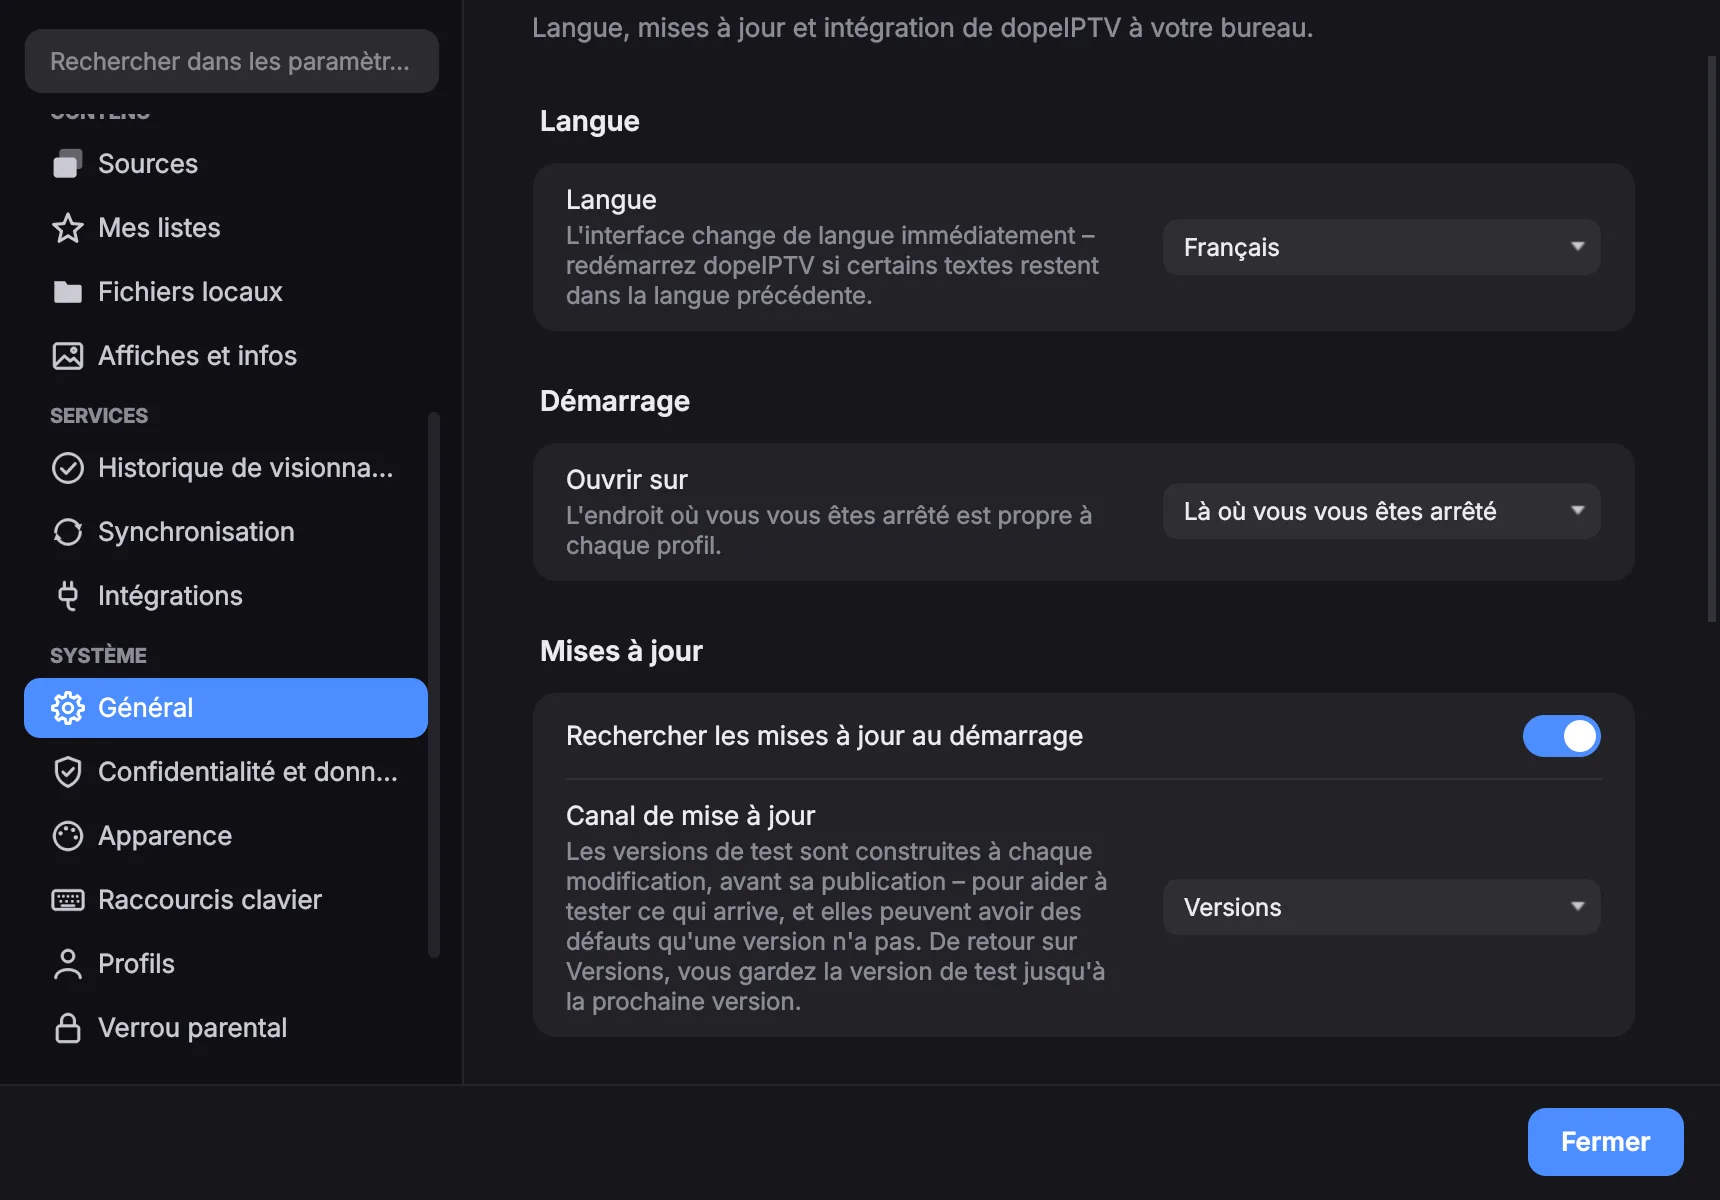 Rechercher dans les paramètr...
CONTENU
Sources
Mes listes
Fichiers locaux
Affiches et infos
SERVICES
Historique de visionna...
Synchronisation
Intégrations
SYSTÈME
Général
Confidentialité et donn...
Apparence
Raccourcis clavier
Profils
Verrou parental
Langue, mises à jour et intégration de dopeIPTV à votre bureau.
Langue
Langue
L'interface change de langue immédiatement –
redémarrez dopeIPTV si certains textes restent
dans la langue précédente.
Français
Démarrage
Ouvrir sur
L'endroit où vous vous êtes arrêté est propre à
chaque profil.
Là où vous vous êtes arrêté
Mises à jour
Rechercher les mises à jour au démarrage
Canal de mise à jour
Les versions de test sont construites à chaque
modification, avant sa publication – pour aider à
tester ce qui arrive, et elles peuvent avoir des
défauts qu'une version n'a pas. De retour sur
Versions, vous gardez la version de test jusqu'à
la prochaine version.
Versions
Fermer